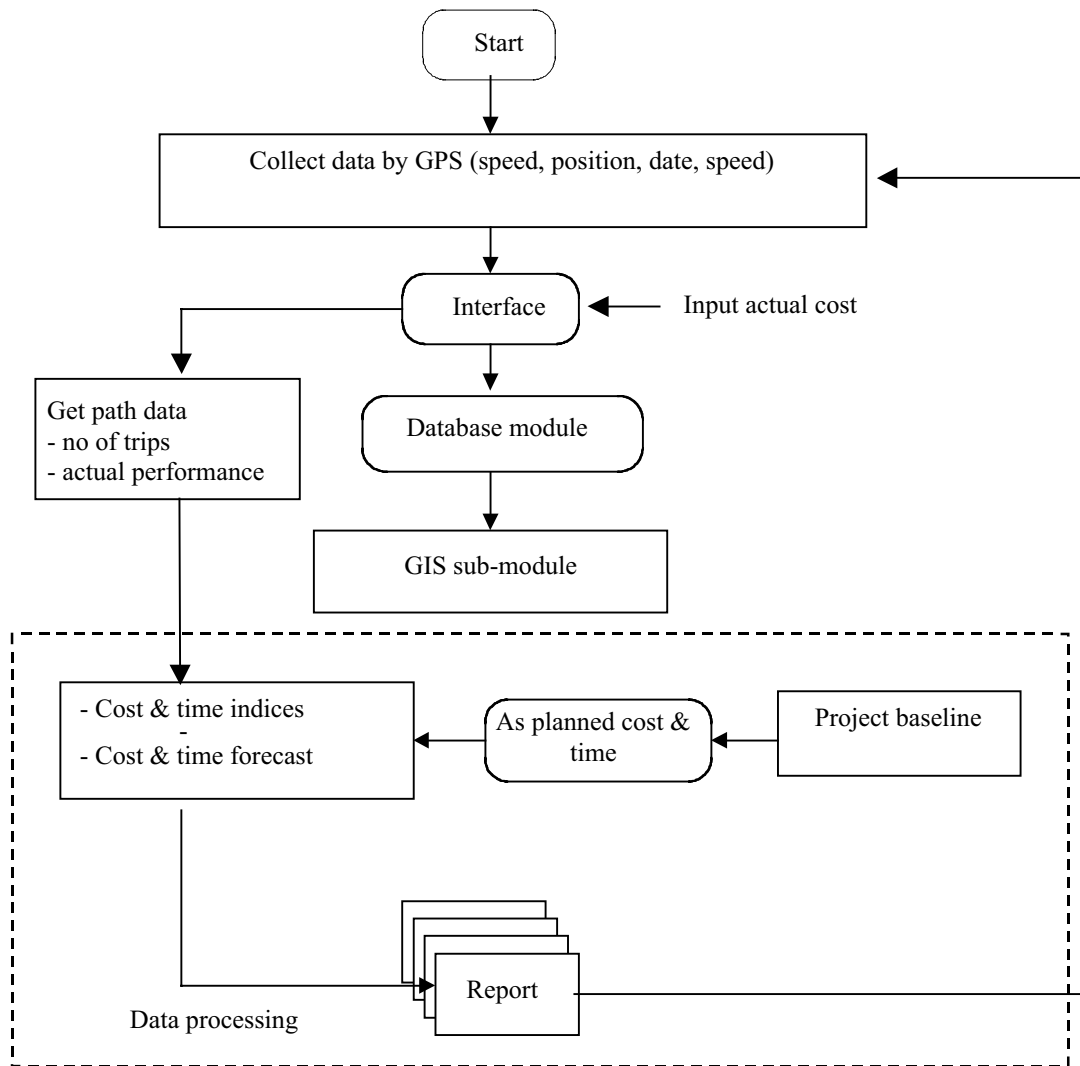 Start
Collect data by GPS (speed, position, date, speed)
Interface
Input actual cost
Get path data
- no of trips
- actual performance
Database module
GIS sub-module
- Cost & time indices
-
- Cost & time forecast
As planned cost &
time
Project baseline
Report
Data processing